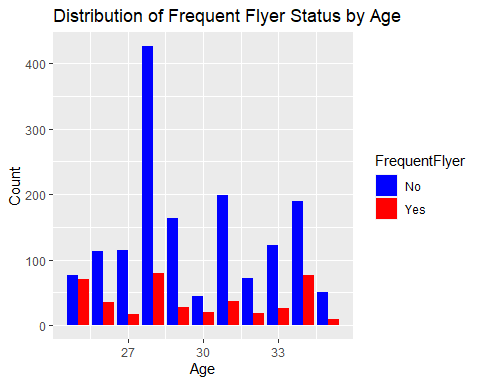 Distribution of Frequent Flyer Status by Age
400
300
200
100
0
Count
27 30 33
Age
FrequentFlyer
No
Yes